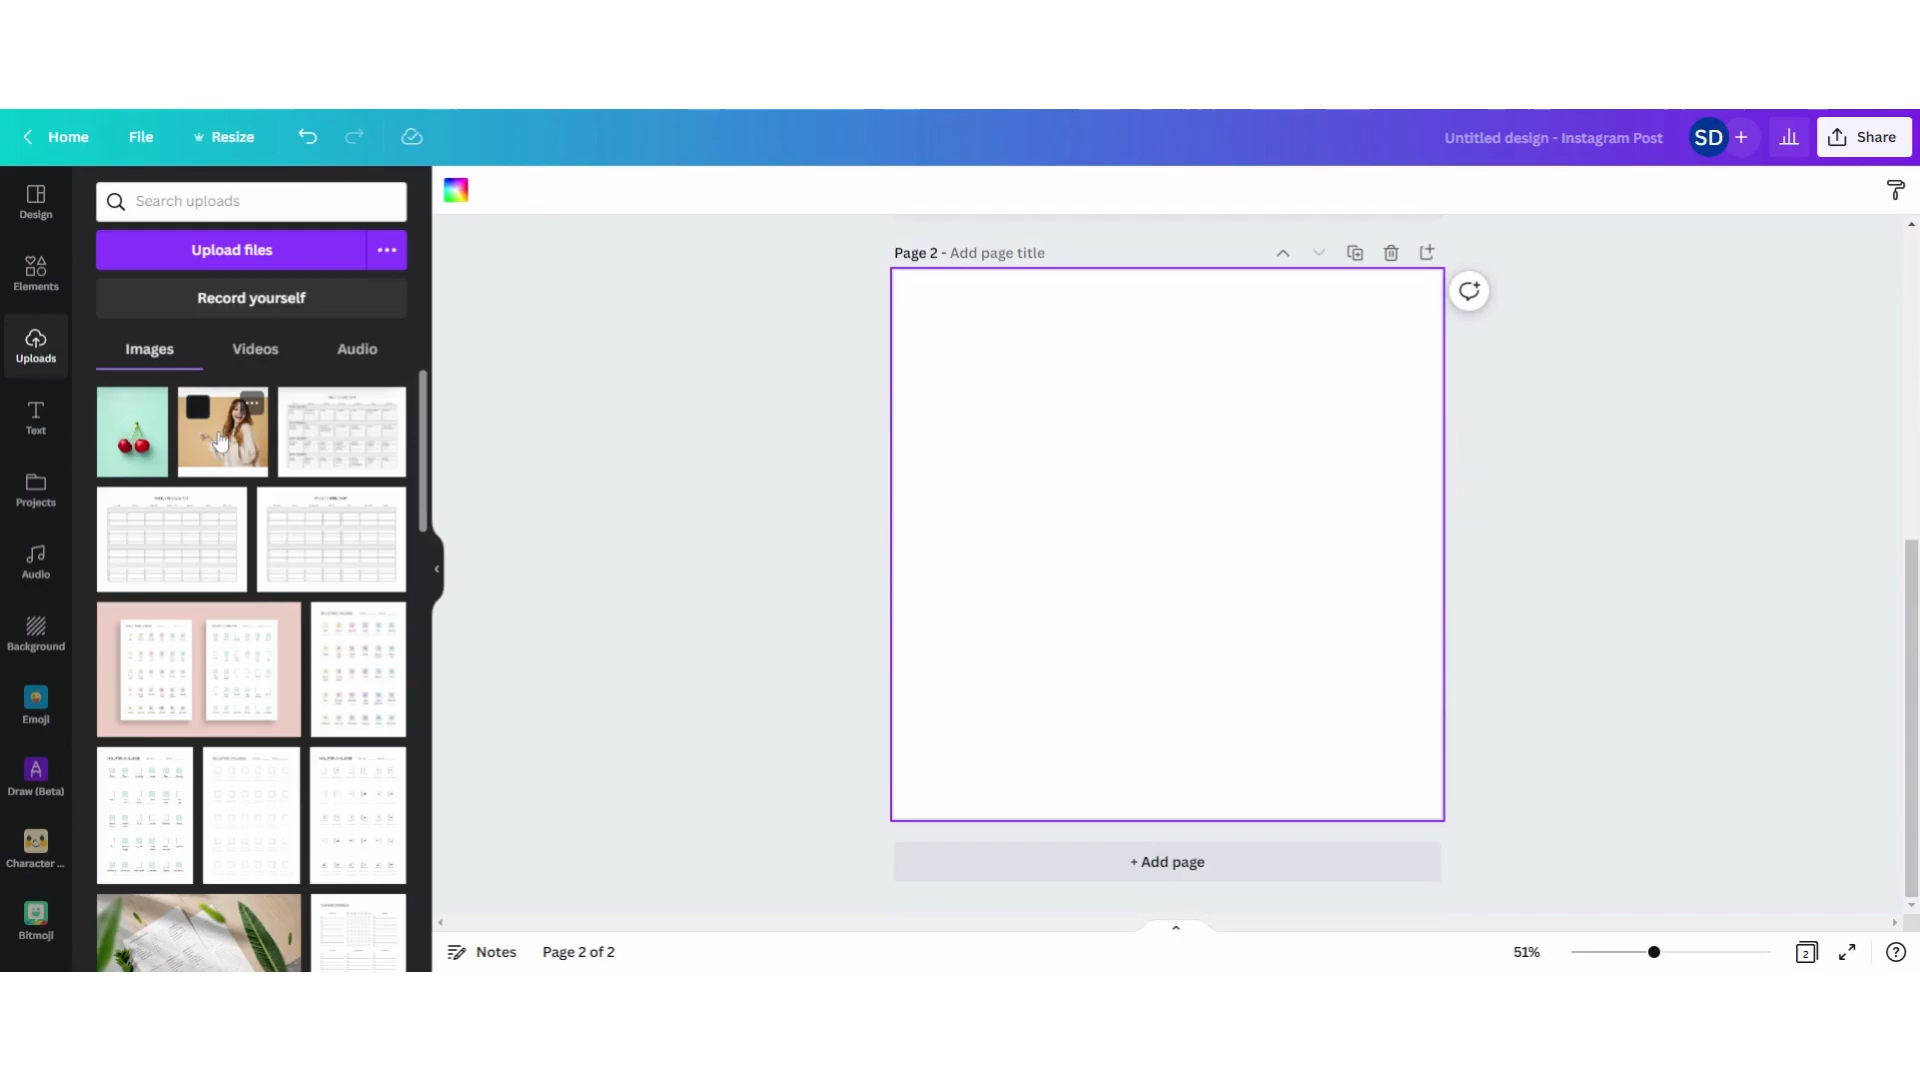 Home File Resize Untitled design - Instagram Post SD + Share
Design
Elements
Uploads
Text
Projects
Audio
Background
Emoji
Draw (Beta)
Character ...
Bitmoji
Search uploads
Upload files
Record yourself
Images Videos Audio
Page 2 - Add page title
+ Add page
Notes Page 2 of 2 51% 2 ?